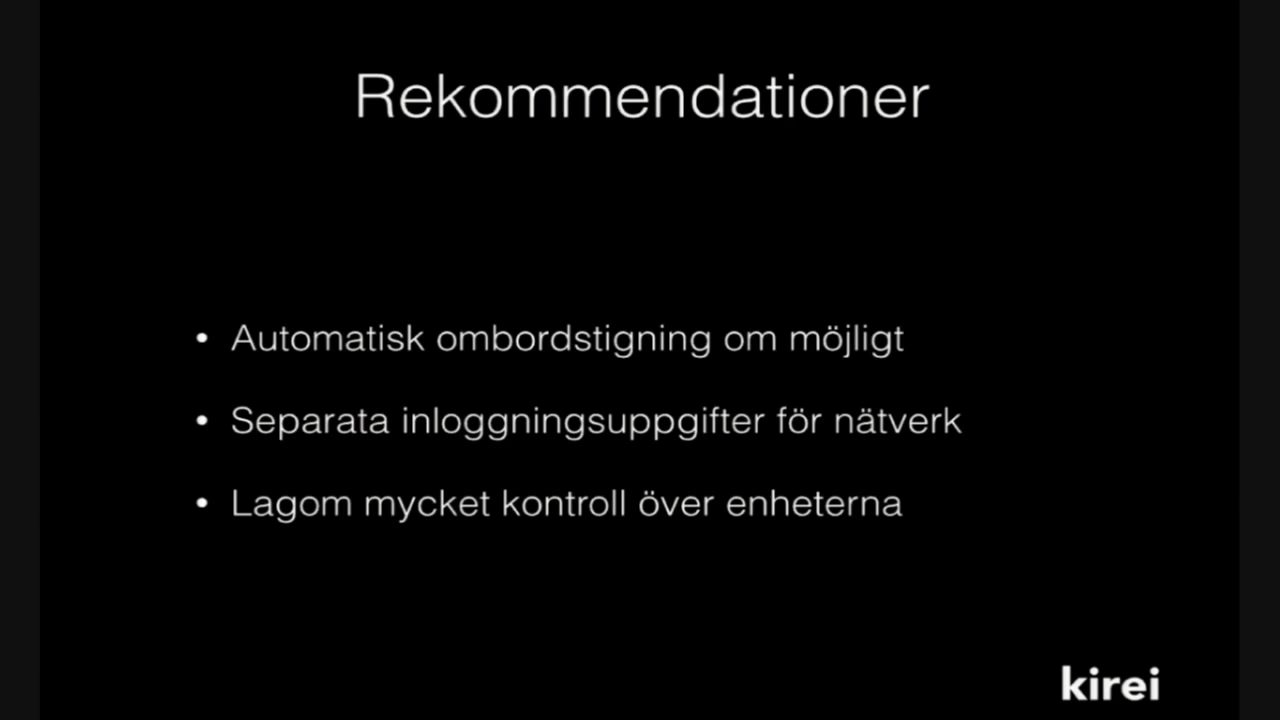 Rekommendationer
• Automatisk ombordstigning om möjligt
• Separata inloggningsuppgifter för nätverk
• Lagom mycket kontroll över enheterna
kirei